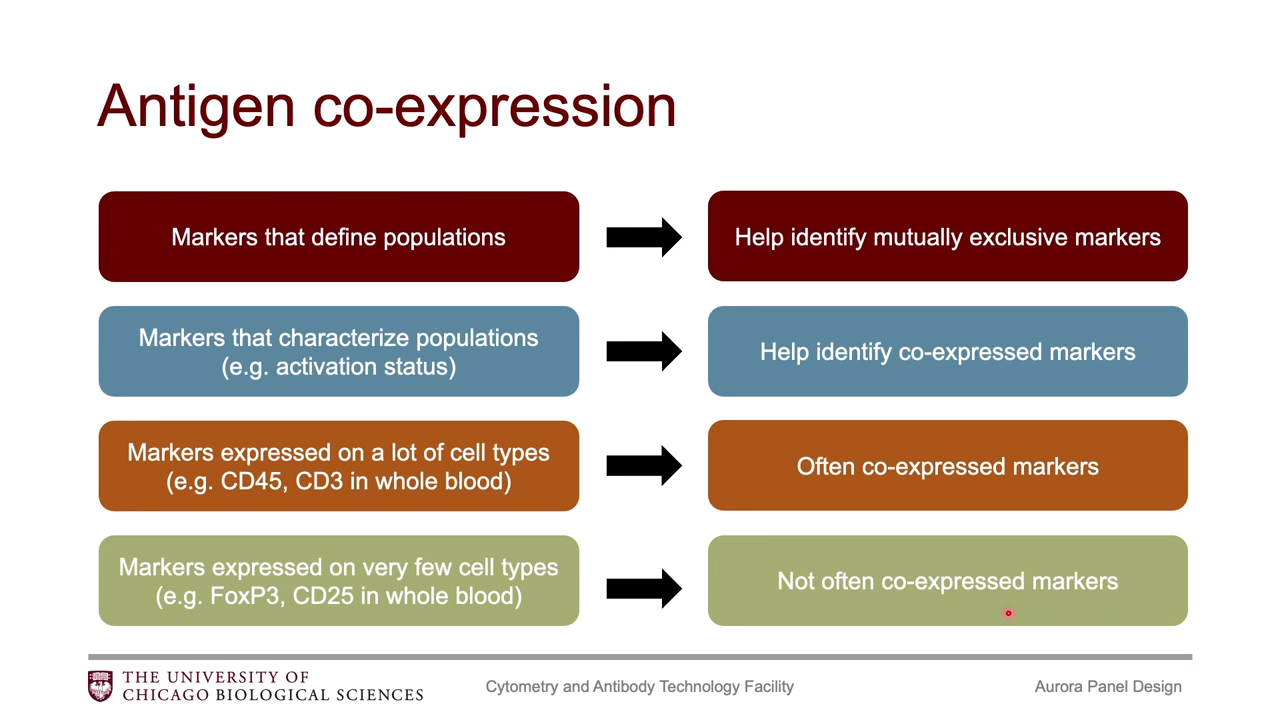 Antigen co-expression
Markers that define populations
Help identify mutually exclusive markers
Markers that characterize populations
(e.g. activation status)
Help identify co-expressed markers
Markers expressed on a lot of cell types
(e.g. CD45, CD3 in whole blood)
Often co-expressed markers
Markers expressed on very few cell types
(e.g. FoxP3, CD25 in whole blood)
Not often co-expressed markers
THE UNIVERSITY OF
CHICAGO BIOLOGICAL SCIENCES
Cytometry and Antibody Technology Facility
Aurora Panel Design